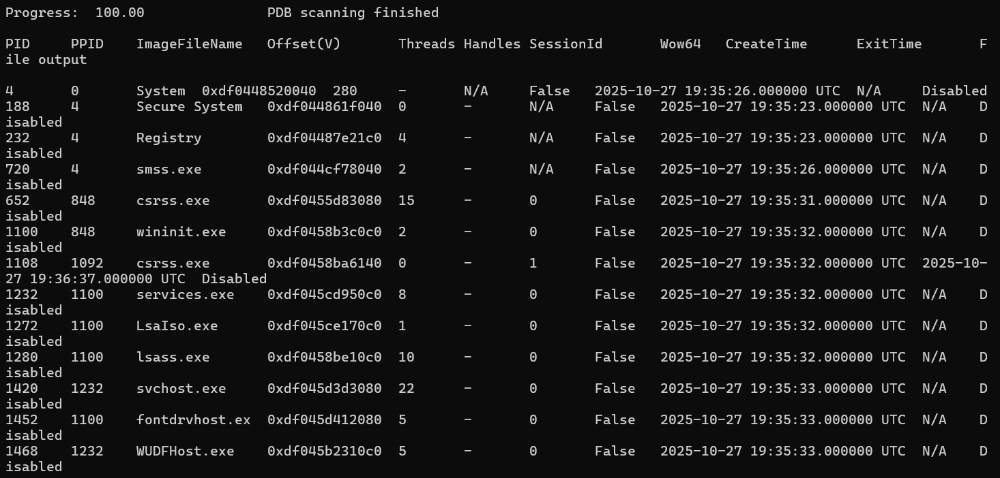 Progress:  100.00               PDB scanning finished
PID     PPID    ImageFileName   Offset(V)       Threads Handles SessionId       Wow64   CreateTime      ExitTime       F
ile output
4       0       System  0xdf0448520040  280     -       N/A     False   2025-10-27 19:35:26.000000 UTC  N/A     Disabled
188     4       Secure System   0xdf044861f040  0       -       N/A     False   2025-10-27 19:35:23.000000 UTC  N/A    D
isabled
232     4       Registry        0xdf04487e21c0  4       -       N/A     False   2025-10-27 19:35:23.000000 UTC  N/A    D
isabled
720     4       smss.exe        0xdf044cf78040  2       -       N/A     False   2025-10-27 19:35:26.000000 UTC  N/A    D
isabled
652     848     csrss.exe       0xdf0455d83080  15      -       0       False   2025-10-27 19:35:31.000000 UTC  N/A    D
isabled
1100    848     wininit.exe     0xdf0458b3c0c0  2       -       0       False   2025-10-27 19:35:32.000000 UTC  N/A    D
isabled
1108    1092    csrss.exe       0xdf0458ba6140  0       -       1       False   2025-10-27 19:35:32.000000 UTC  2025-10-
27 19:36:37.000000 UTC  Disabled
1232    1100    services.exe    0xdf045cd950c0  8       -       0       False   2025-10-27 19:35:32.000000 UTC  N/A    D
isabled
1272    1100    LsaIso.exe      0xdf045ce170c0  1       -       0       False   2025-10-27 19:35:32.000000 UTC  N/A    D
isabled
1280    1100    lsass.exe       0xdf0458be10c0  10      -       0       False   2025-10-27 19:35:32.000000 UTC  N/A    D
isabled
1420    1232    svchost.exe     0xdf045d3d3080  22      -       0       False   2025-10-27 19:35:33.000000 UTC  N/A    D
isabled
1452    1100    fontdrvhost.ex  0xdf045d412080  5       -       0       False   2025-10-27 19:35:33.000000 UTC  N/A    D
isabled
1468    1232    WUDFHost.exe    0xdf045b2310c0  5       -       0       False   2025-10-27 19:35:33.000000 UTC  N/A    D
isabled